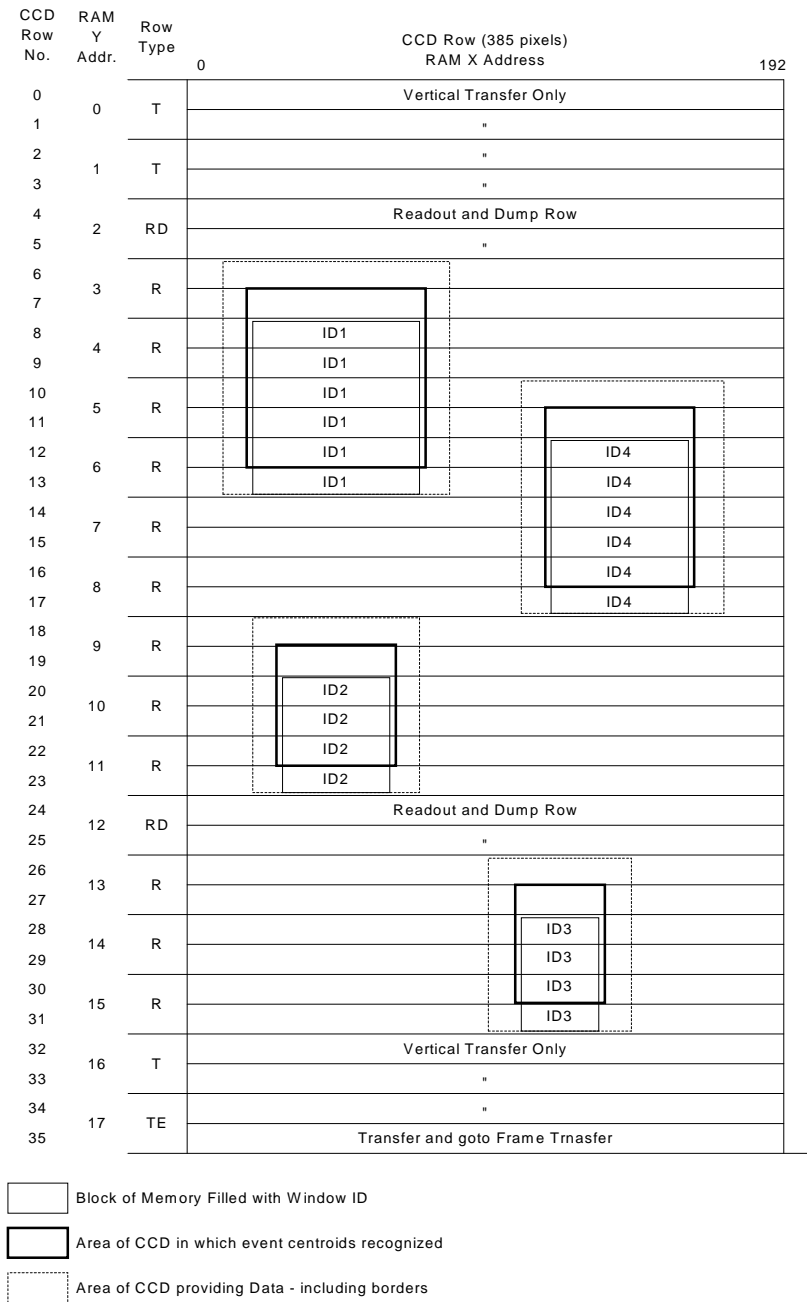 CCD Row No.
RAM Y Addr.
Row Type
CCD Row (385 pixels)
RAM X Address
0 192
0 Vertical Transfer Only
0 T
1 "
2 "
1 T
3 "
4 Readout and Dump Row
2 RD
5 "
6
3 R
7
8 ID1
4 R
9 ID1
10 ID1
5 R
11 ID1
12 ID1 ID4
6 R
13 ID1 ID4
14 ID4
7 R
15 ID4
16 ID4
8 R
17 ID4
18
9 R
19
20 ID2
10 R
21 ID2
22 ID2
11 R
23 ID2
24 Readout and Dump Row
12 RD
25 "
26
13 R
27
28 ID3
14 R
29 ID3
30 ID3
15 R
31 ID3
32 Vertical Transfer Only
16 T
33 "
34 "
17 TE
35 Transfer and goto Frame Trnasfer
Block of Memory Filled with Window ID
Area of CCD in which event centroids recognized
Area of CCD providing Data - including borders